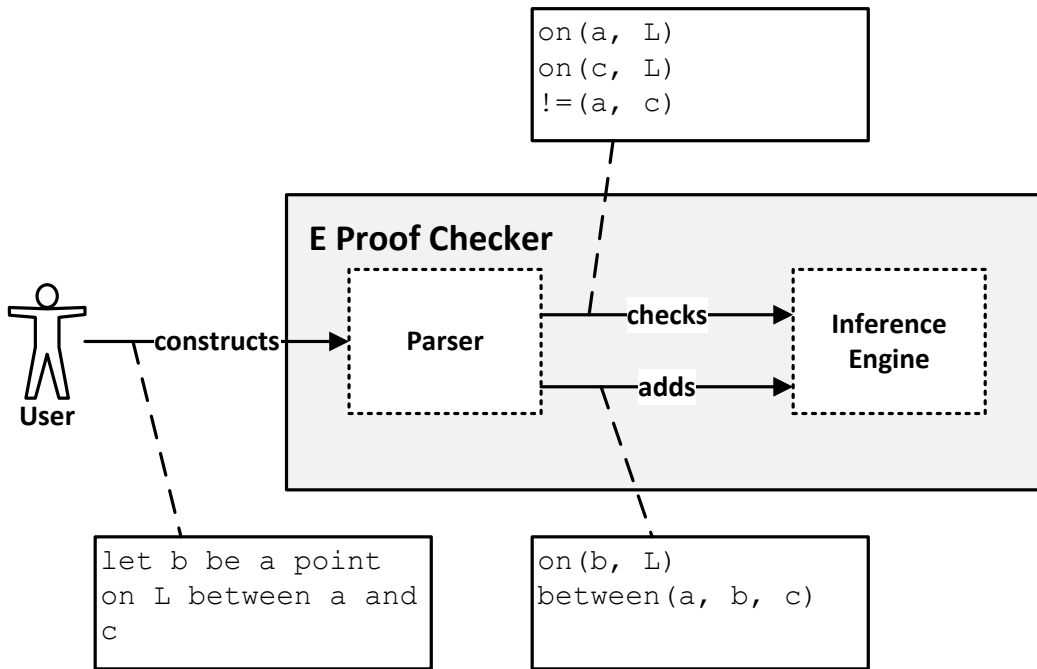 on(a, L)
on(c, L)
!=(a, c)
E Proof Checker
User
constructs
Parser
checks
adds
Inference
Engine
let b be a point
on L between a and
c
on(b, L)
between(a, b, c)